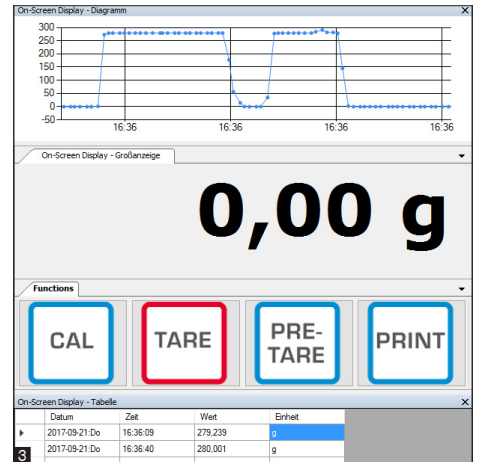 On-Screen Display - Diagramm X
300
250
200
150
100
50
0
-50
16:36 16:36 16:36 16:36
On-Screen Display - Großanzeige
0,00 g
Functions
CAL TARE PRE-TARE PRINT
On-Screen Display - Tabelle X
Datum Zeit Wert Einheit
2017-09-21:Do 16:36:09 279,239 g
2017-09-21:Do 16:36:40 280,001 g
3